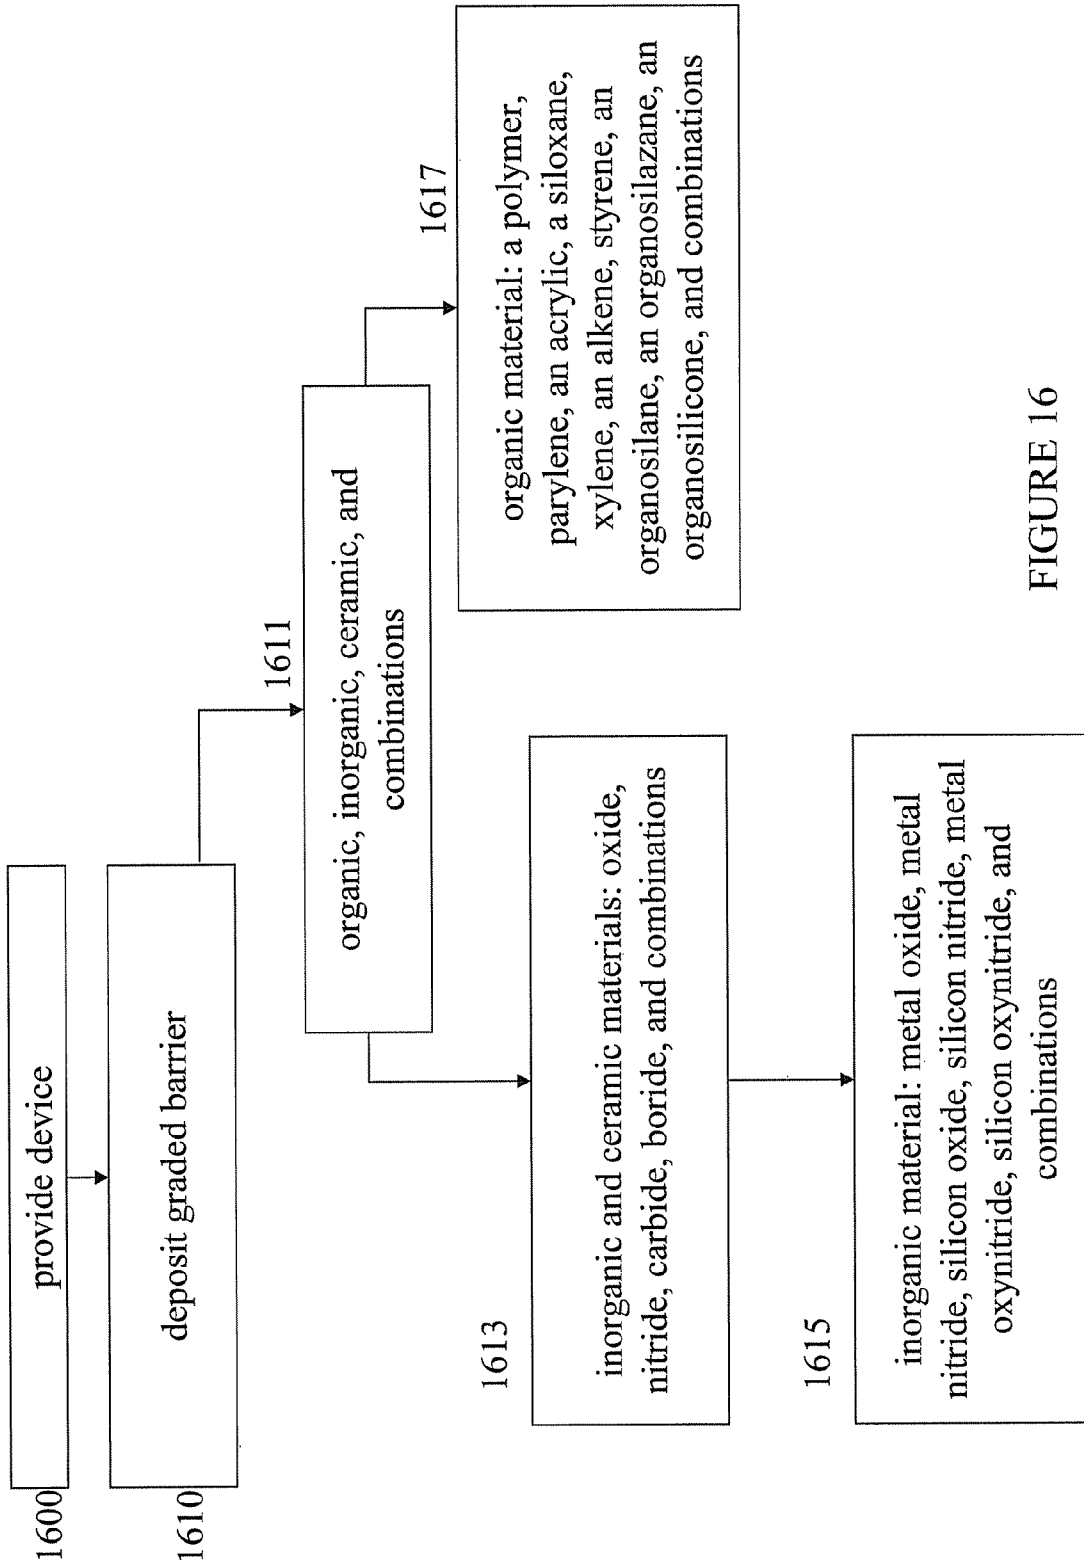 1600
provide device
1610
deposit graded barrier
1611
organic, inorganic, ceramic, and
combinations
1613
inorganic and ceramic materials: oxide,
nitride, carbide, boride, and combinations
1615
inorganic material: metal oxide, metal
nitride, silicon oxide, silicon nitride, metal
oxynitride, silicon oxynitride, and
combinations
1617
organic material: a polymer,
parylene, an acrylic, a siloxane,
xylene, an alkene, styrene, an
organosilane, an organosilazane, an
organosilicone, and combinations
FIGURE 16